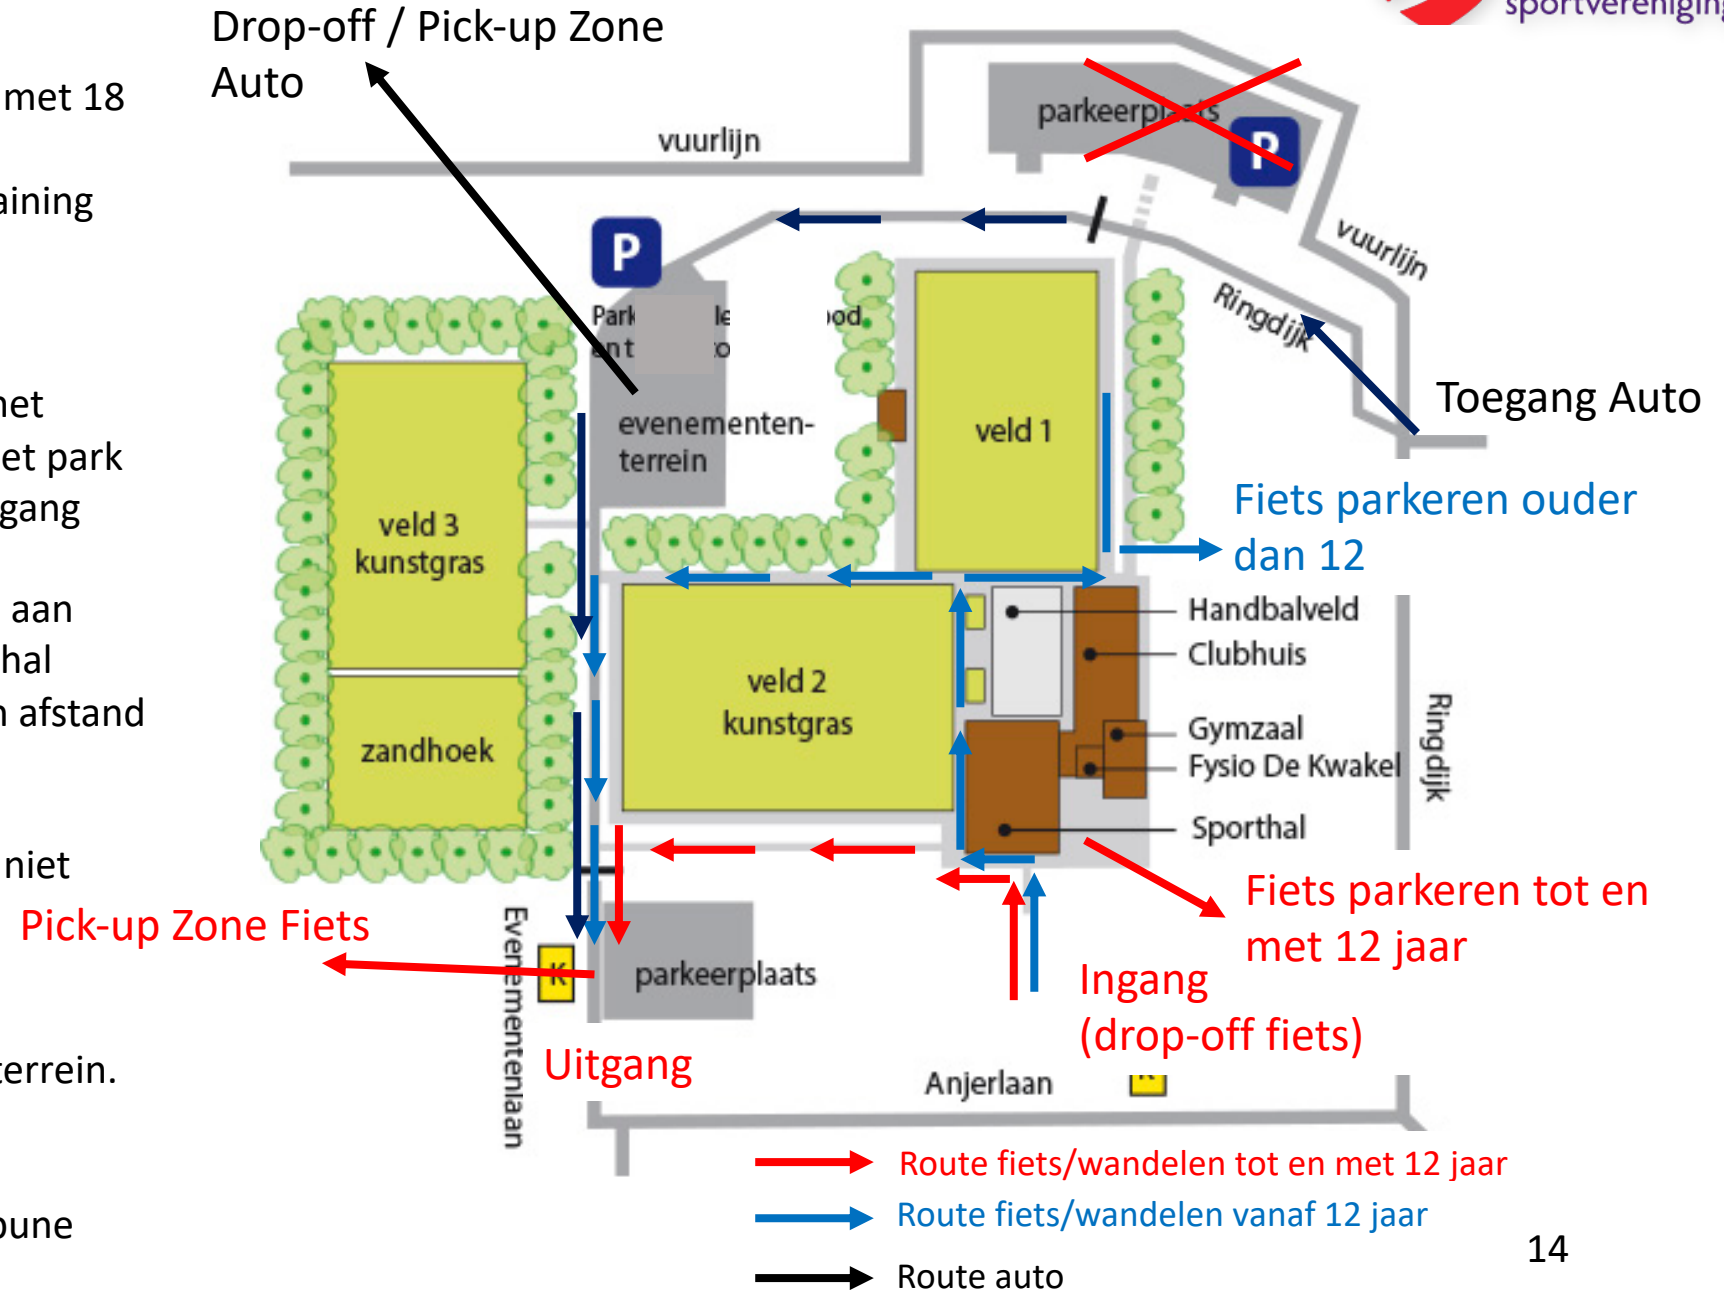 sportvereniging
Drop-off / Pick-up Zone
Auto
met 18
aining
net
et park
gang
aan
hal
afstand
niet
terrein.
oune
vuurlijn
parkeerplaats
P
vuurlijn
P
Ringdijk
Toegang Auto
evenementen-
terrein
veld 1
veld 3
kunstgras
Fiets parkeren ouder
dan 12
Handbalveld
Clubhuis
veld 2
kunstgras
zandhoek
Gymzaal
Fysio De Kwakel
Sporthal
Ringdijk
Fiets parkeren tot en
met 12 jaar
Pick-up Zone Fiets
Evenementenlaan
K
parkeerplaats
Ingang
(drop-off fiets)
Uitgang
Anjerlaan
K
Route fiets/wandelen tot en met 12 jaar
Route fiets/wandelen vanaf 12 jaar
Route auto
14